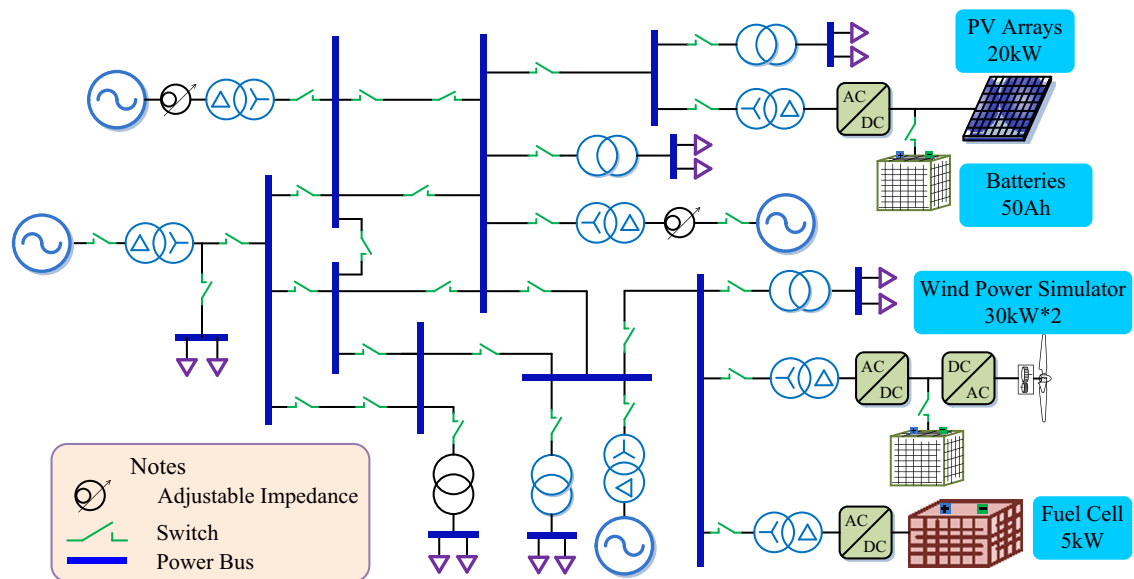 PV Arrays
20kW
AC
DC
Batteries
50Ah
Wind Power Simulator
30kW*2
AC
DC
DC
AC
Notes
Adjustable Impedance
Switch
Power Bus
AC
DC
Fuel Cell
5kW